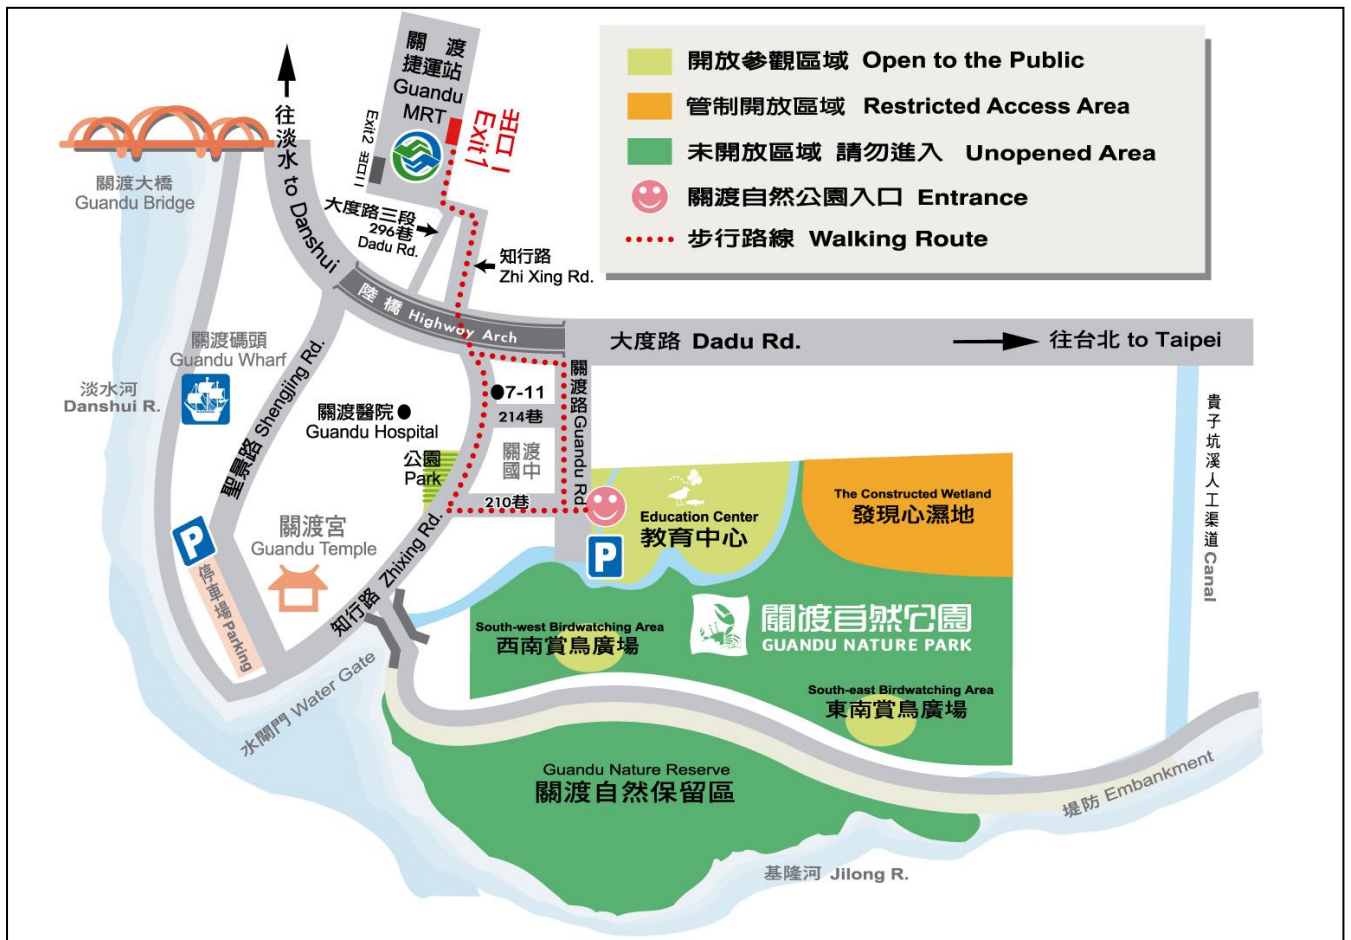 關渡
捷運站
Guandu
MRT
出口1
Exit1
Exit2 出口II
往淡水 to Danshui
關渡大橋
Guandu Bridge
大度路三段
296巷
Dadu Rd.
知行路
Zhi Xing Rd.
開放參觀區域 Open to the Public
管制開放區域 Restricted Access Area
未開放區域 請勿進入 Unopened Area
關渡自然公園入口 Entrance
步行路線 Walking Route
陸橋 Highway Arch
大度路 Dadu Rd.
往台北 to Taipei
關渡碼頭
Guandu Wharf
淡水河
Danshui R.
聖景路 Shengjing Rd.
關渡醫院
Guandu Hospital
7-11
214巷
關渡路 Guandu Rd
關渡
國中
公園
Park
210巷
貴子坑溪人工渠道 Canal
Education Center
教育中心
The Constructed Wetland
發現心濕地
P
關渡宮
Guandu Temple
P
停車場 Parking
知行路 Zhixing Rd.
South-west Birdwatching Area
西南賞鳥廣場
關渡自然公園
GUANDU NATURE PARK
South-east Birdwatching Area
東南賞鳥廣場
水閘門 Water Gate
Guandu Nature Reserve
關渡自然保留區
堤防 Embankment
基隆河 Jilong R.